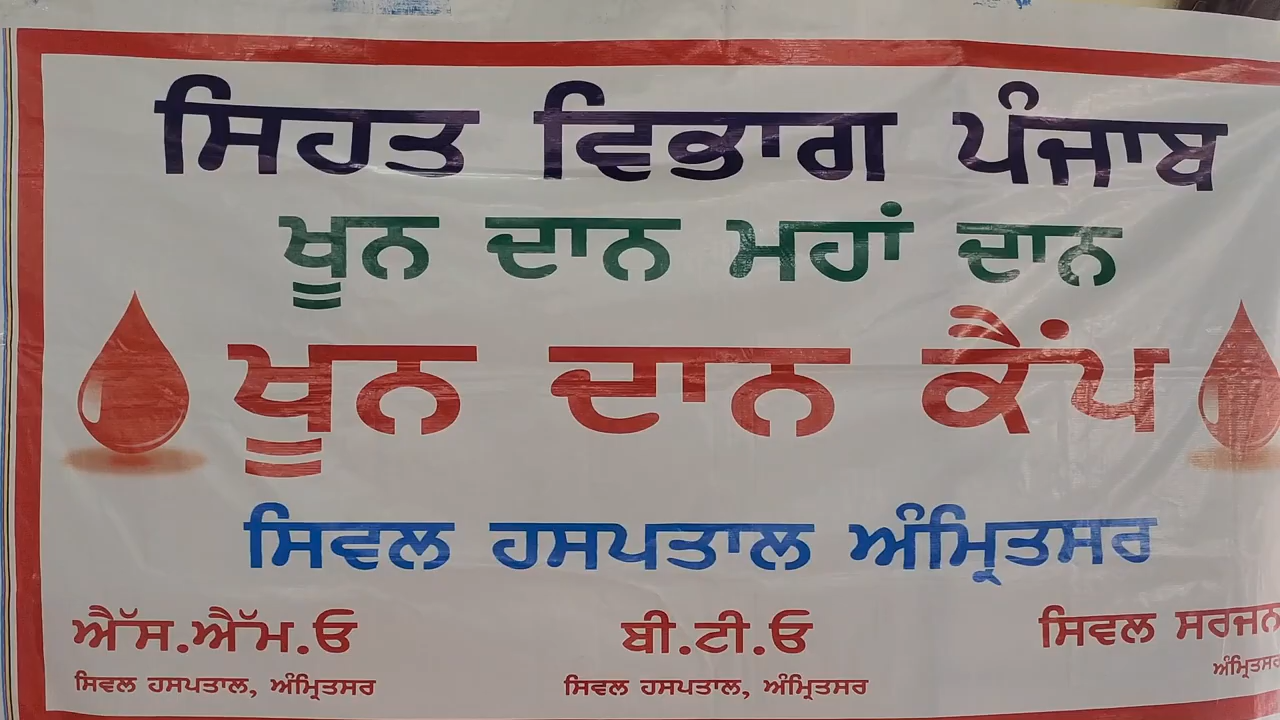 ਸਿਹਤ ਵਿਭਾਗ ਪੰਜਾਬ
ਖੂਨ ਦਾਨ ਮਹਾਂ ਦਾਨ
ਖੂਨ ਦਾਨ ਕੈਂਪ
ਸਿਵਲ ਹਸਪਤਾਲ ਅੰਮ੍ਰਿਤਸਰ
ਐੱਸ.ਐੱਮ.ਓ ਬੀ.ਟੀ.ਓ ਸਿਵਲ ਸਰਜਨ
ਸਿਵਲ ਹਸਪਤਾਲ, ਅੰਮ੍ਰਿਤਸਰ ਸਿਵਲ ਹਸਪਤਾਲ, ਅੰਮ੍ਰਿਤਸਰ ਅੰਮ੍ਰਿਤਸਰ